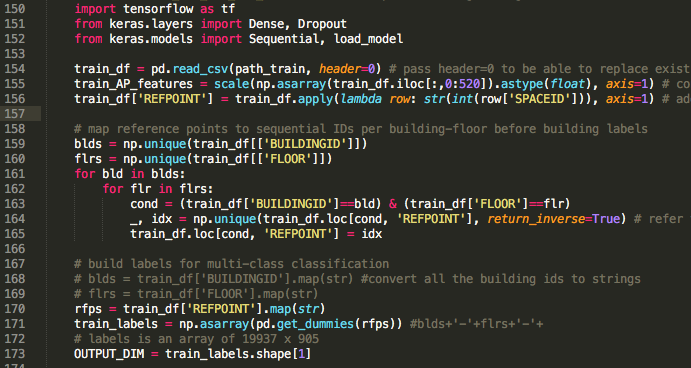 150 import tensorflow as tf
151 from keras.layers import Dense, Dropout
152 from keras.models import Sequential, load_model
153
154 train_df = pd.read_csv(path_train, header=0) # pass header=0 to be able to replace exist
155 train_AP_features = scale(np.asarray(train_df.iloc[:,0:520]).astype(float), axis=1) # co
156 train_df['REFPOINT'] = train_df.apply(lambda row: str(int(row['SPACEID'])), axis=1) # ad
157
158 # map reference points to sequential IDs per building-floor before building labels
159 blds = np.unique(train_df[['BUILDINGID']])
160 flrs = np.unique(train_df[['FLOOR']])
161 for bld in blds:
162 for flr in flrs:
163 cond = (train_df['BUILDINGID']==bld) & (train_df['FLOOR']==flr)
164 _, idx = np.unique(train_df.loc[cond, 'REFPOINT'], return_inverse=True) # refer
165 train_df.loc[cond, 'REFPOINT'] = idx
166
167 # build labels for multi-class classification
168 # blds = train_df['BUILDINGID'].map(str) #convert all the building ids to strings
169 # flrs = train_df['FLOOR'].map(str)
170 rfps = train_df['REFPOINT'].map(str)
171 train_labels = np.asarray(pd.get_dummies(rfps)) #blds+'-'+flrs+'-'+
172 # labels is an array of 19937 x 905
173 OUTPUT_DIM = train_labels.shape[1]
174